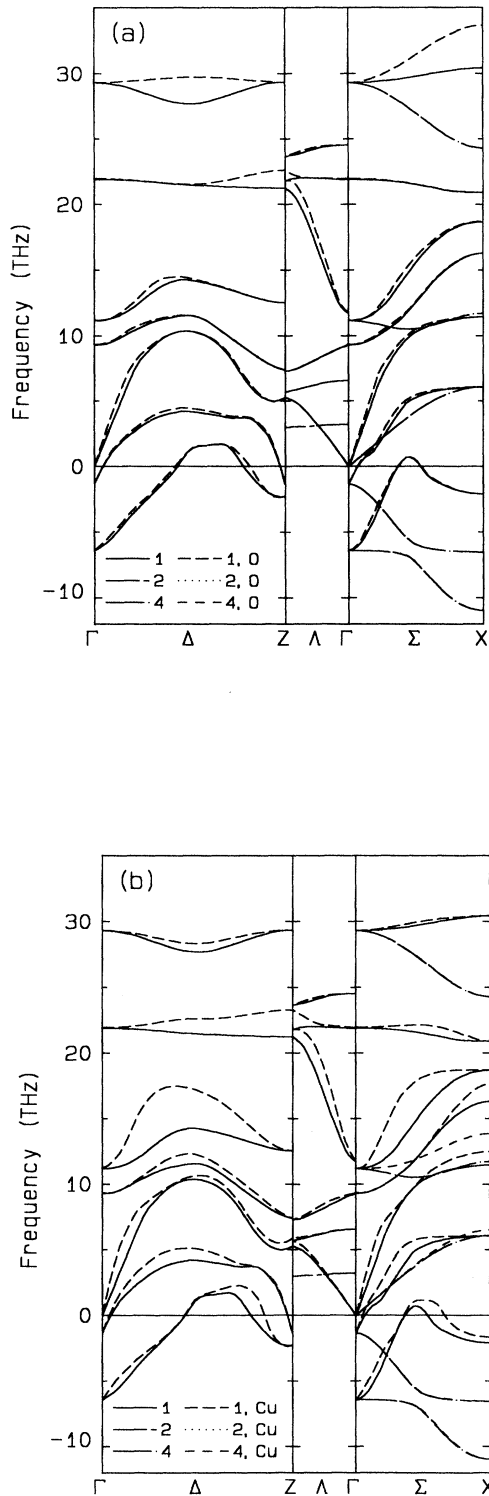 (a)
30
20
10
0
-10
Frequency (THz)
1 1, O
2 2, O
4 4, O
Γ Δ Z Λ Γ Σ X
(b)
30
20
10
0
-10
Frequency (THz)
1 1, Cu
2 2, Cu
4 4, Cu
Γ Δ Z Λ Γ Σ X